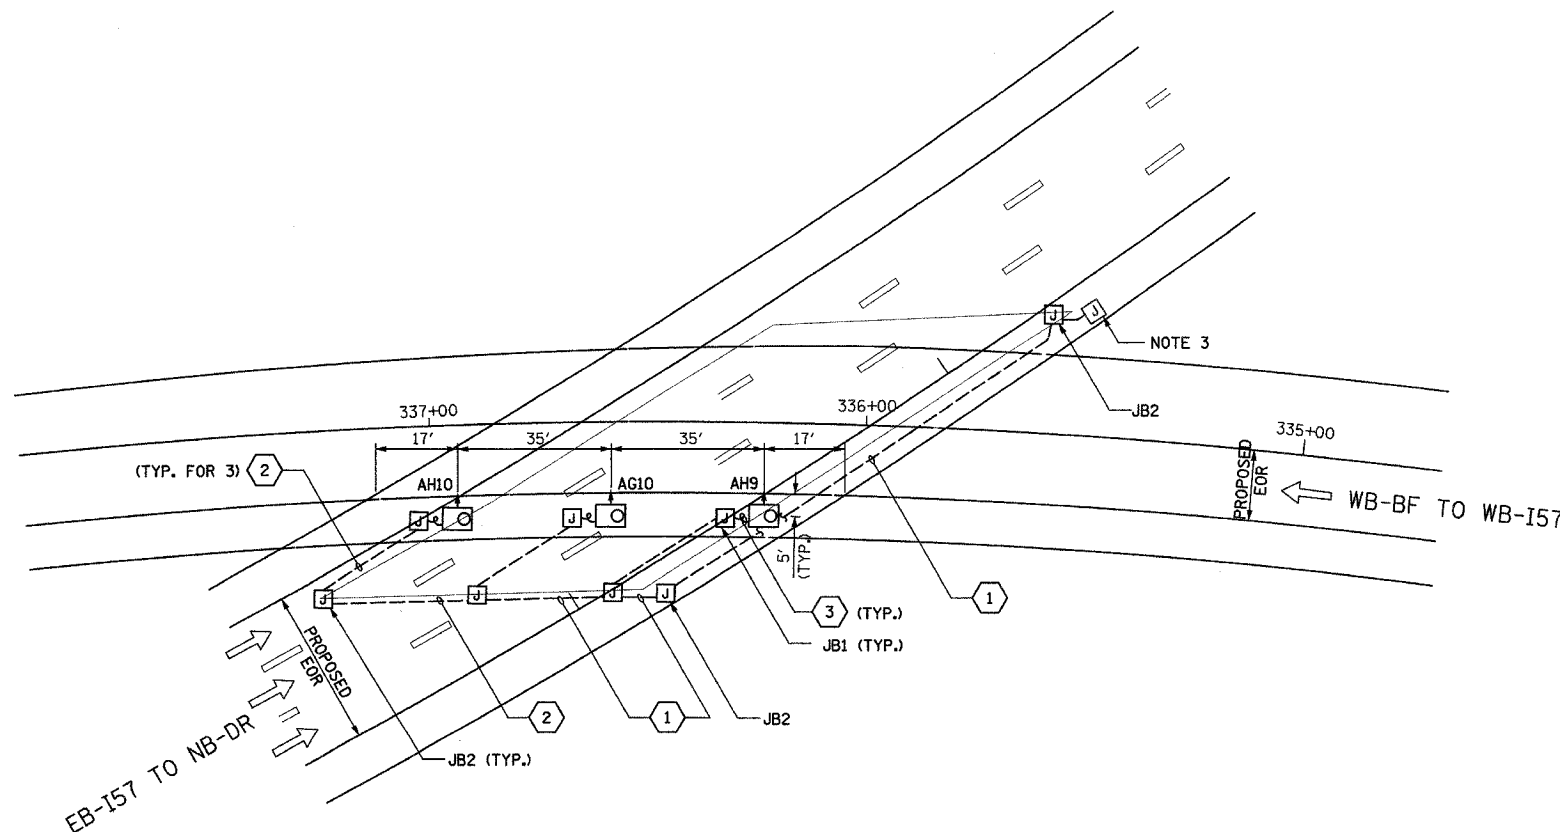 J
J
NOTE 3
JB2
337+00
336+00
335+00
17'
35'
35'
17'
(TYP. FOR 3)
2
AH10
AG10
AH9
PROPOSED
EOR
WB-BF TO WB-I57
J
J
J
5'
(TYP.)
J
J
J
J
1
3
(TYP.)
JB1 (TYP.)
PROPOSED
EOR
2
1
JB2
JB2 (TYP.)
EB-I57 TO NB-DR